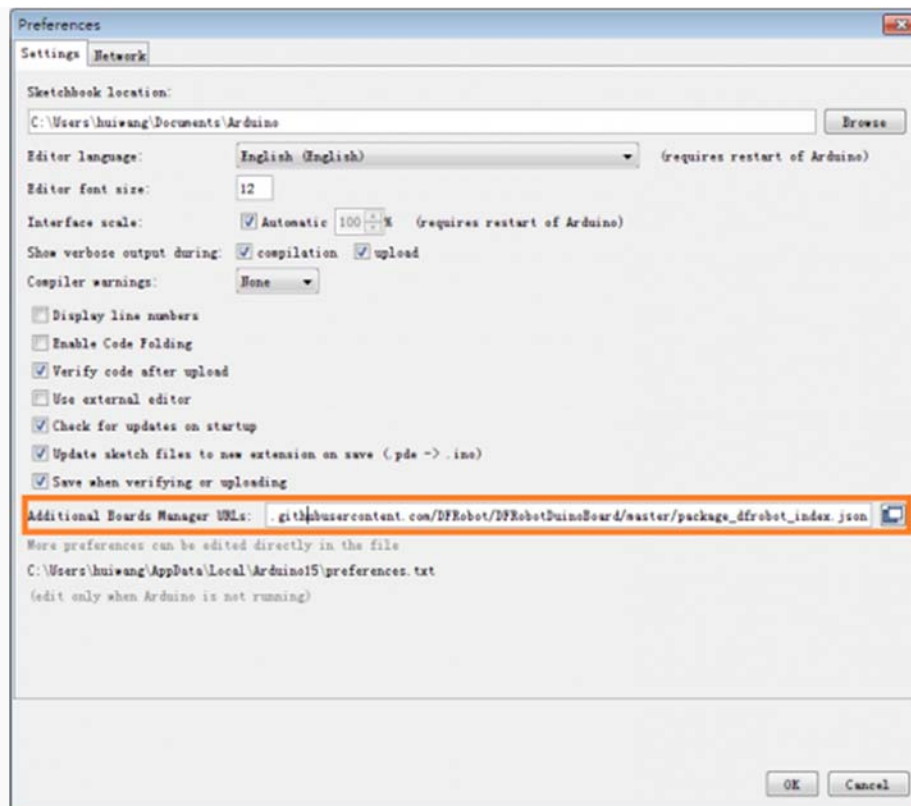 Preferences
Settings Network
Sketchbook location:
C:\Users\huiwang\Documents\Arduino Browse
Editor language: English (English) (requires restart of Arduino)
Editor font size: 12
Interface scale: Automatic 100 % (requires restart of Arduino)
Show verbose output during: compilation upload
Compiler warnings: None
Display line numbers
Enable Code Folding
Verify code after upload
Use external editor
Check for updates on startup
Update sketch files to new extension on save (.pde -> .ino)
Save when verifying or uploading
Additional Boards Manager URLs: .githubusercontent.com/DFRobot/DFRobotDuinoBoard/master/package_dfrobot_index.json
More preferences can be edited directly in the file
C:\Users\huiwang\AppData\Local\Arduino15\preferences.txt
(edit only when Arduino is not running)
OK Cancel